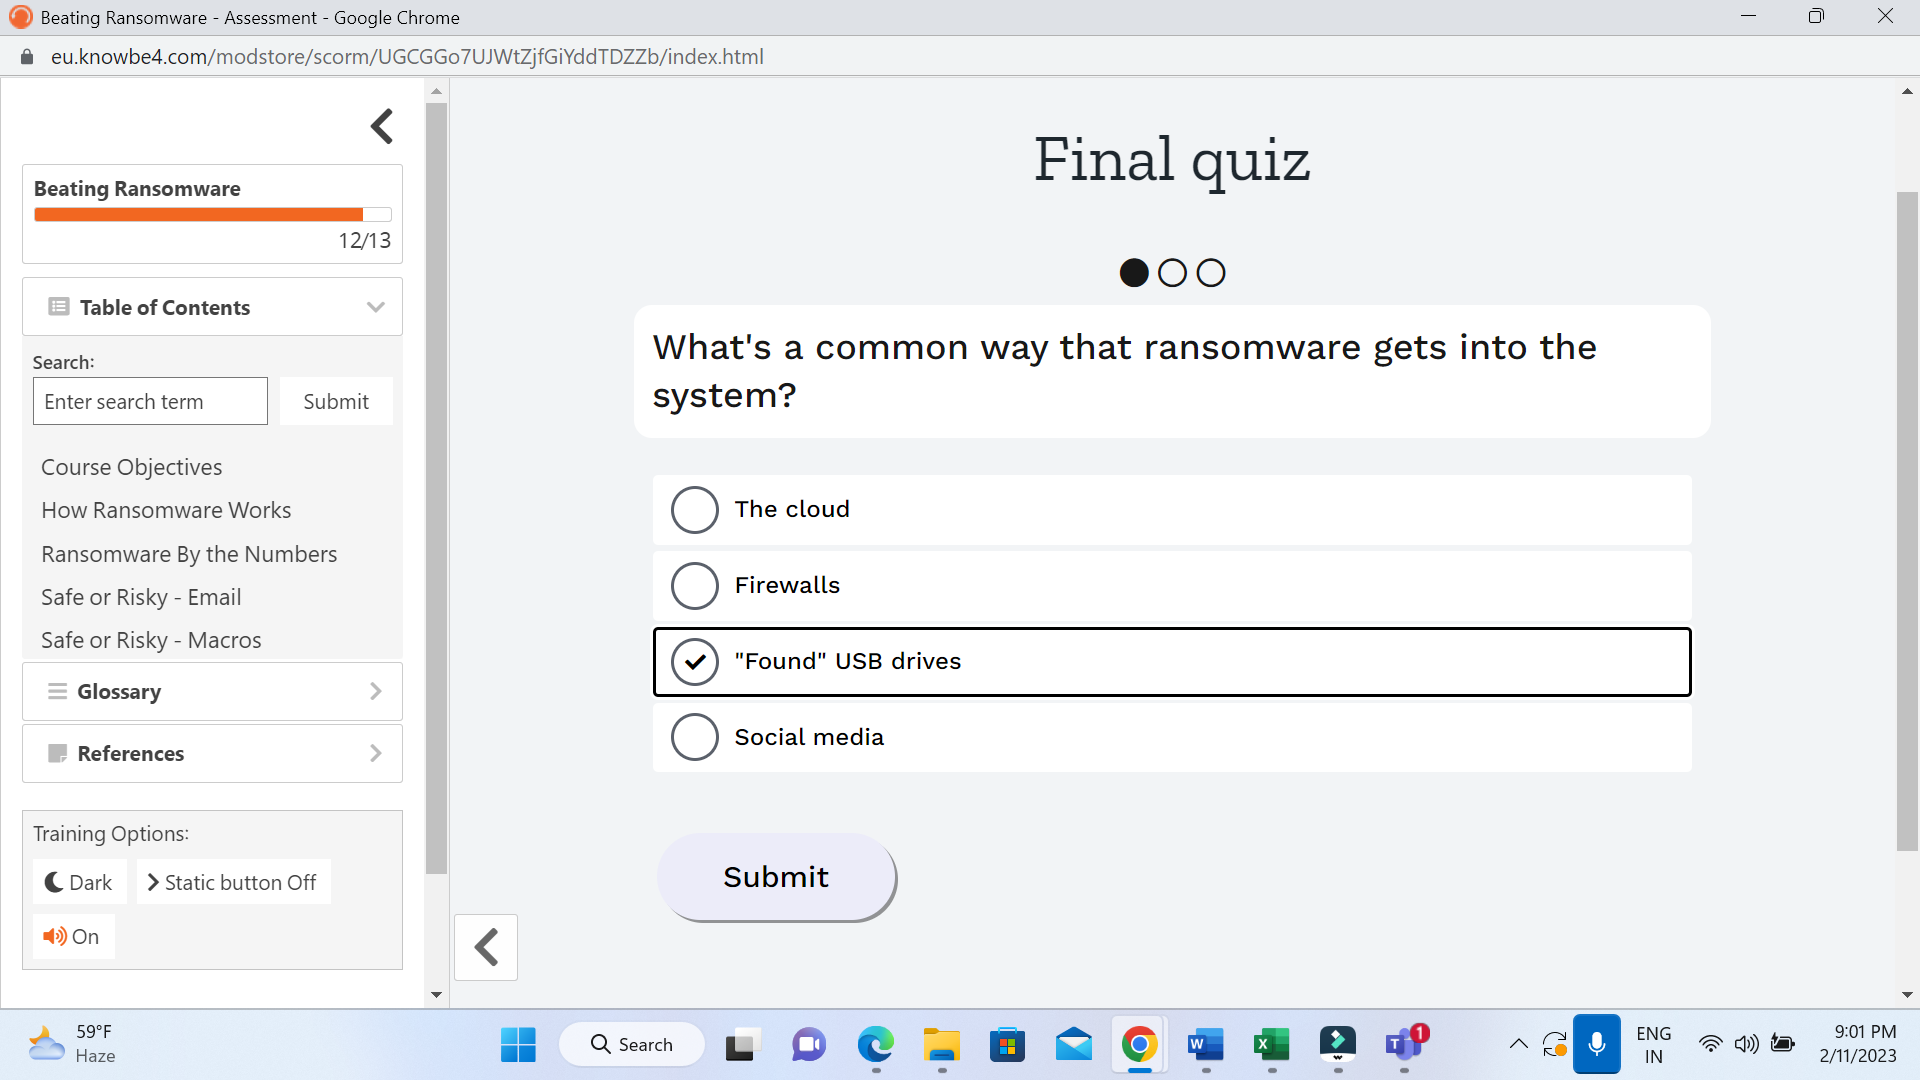 Beating Ransomware - Assessment - Google Chrome
eu.knowbe4.com/modstore/scorm/UGCGGo7UJWtZjfGiYddTDZZb/index.html
Beating Ransomware
12/13
Table of Contents
Search:
Enter search term
Submit
Course Objectives
How Ransomware Works
Ransomware By the Numbers
Safe or Risky - Email
Safe or Risky - Macros
Glossary
References
Training Options:
Dark
Static button Off
On
Final quiz
What's a common way that ransomware gets into the
system?
The cloud
Firewalls
"Found" USB drives
Social media
Submit
59°F
Haze
Search
W
X
T
1
ENG
IN
9:01 PM
2/11/2023